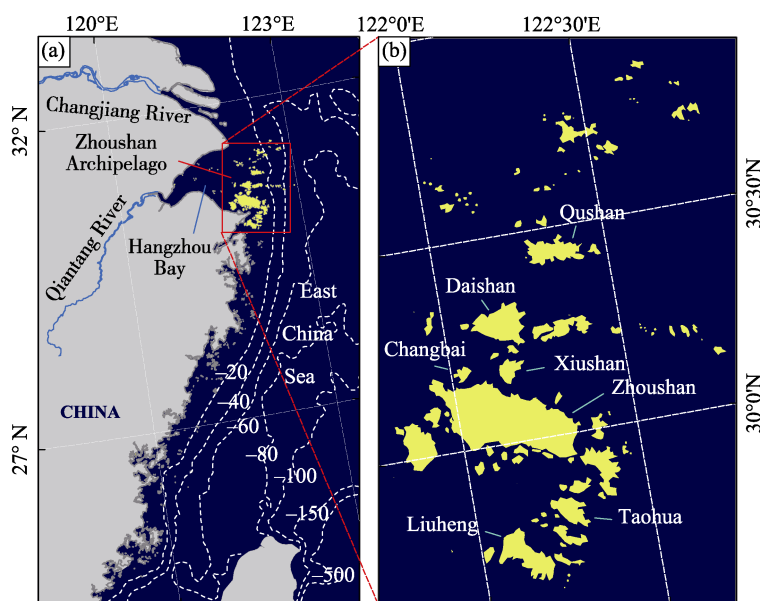 120°E
123°E
122°0'E
122°30'E
(a)
(b)
Changjiang River
32° N
Zhoushan
Archipelago
Qiantang River
Hangzhou
Bay
East
China
Sea
–20
–40
–60
–80
–100
–150
–500
CHINA
27° N
Qushan
30°30'N
Daishan
Changbai
Xiushan
Zhoushan
30°0'N
Liuheng
Taohua